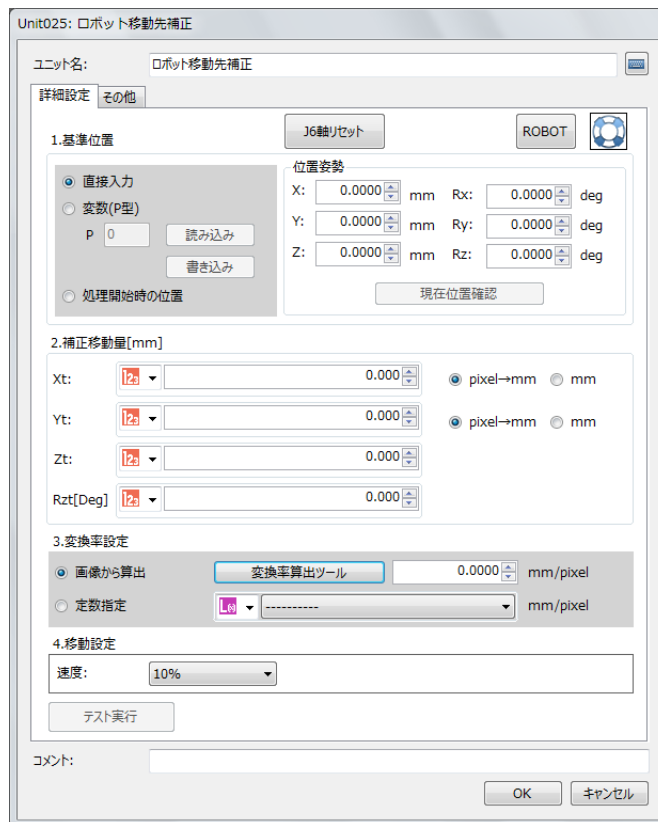 Unit025: ロボット移動先補正
ユニット名: ロボット移動先補正
詳細設定 その他
1.基準位置 J6軸リセット ROBOT
直接入力
変数(P型)
P 0 読み込み
書き込み
処理開始時の位置
位置姿勢
X: 0.0000 mm Rx: 0.0000 deg
Y: 0.0000 mm Ry: 0.0000 deg
Z: 0.0000 mm Rz: 0.0000 deg
現在位置確認
2.補正移動量[mm]
Xt: 123 0.000 pixel→mm mm
Yt: 123 0.000 pixel→mm mm
Zt: 123 0.000
Rzt[Deg] 123 0.000
3.変換率設定
画像から算出 変換率算出ツール 0.0000 mm/pixel
定数指定 ---------- mm/pixel
4.移動設定
速度: 10%
テスト実行
コメント:
OK キャンセル